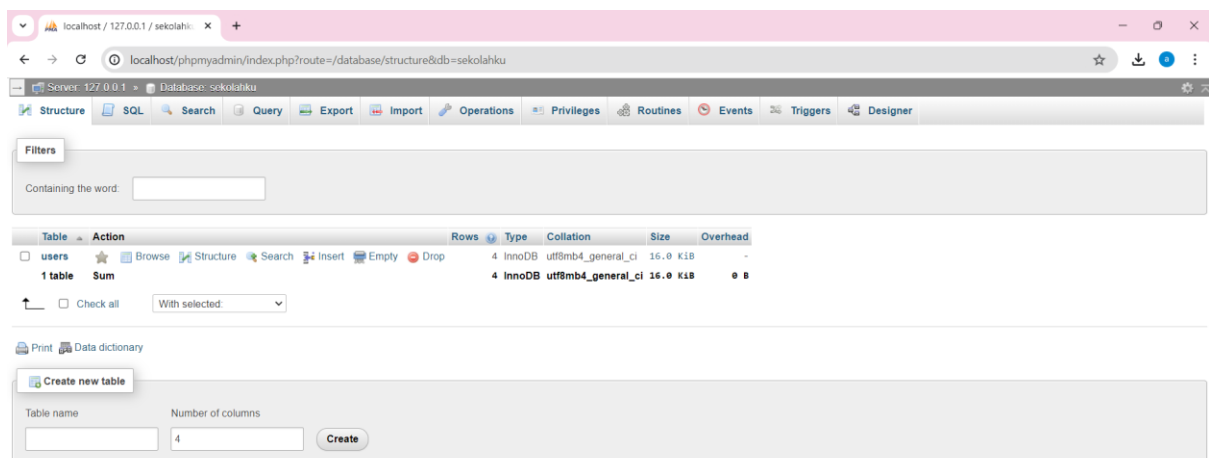 localhost / 127.0.0.1 / sekolahk
localhost/phpmyadmin/index.php?route=/database/structure&db=sekolahku
a
Server: 127.0.0.1 » Database: sekolahku
Structure SQL Search Query Export Import Operations Privileges Routines Events Triggers Designer
Filters
Containing the word:
Table Action Rows Type Collation Size Overhead
users Browse Structure Search Insert Empty Drop 4 InnoDB utf8mb4_general_ci 16.0 KiB -
1 table Sum 4 InnoDB utf8mb4_general_ci 16.0 KiB 0 B
Check all With selected:
Print Data dictionary
Create new table
Table name Number of columns
4 Create